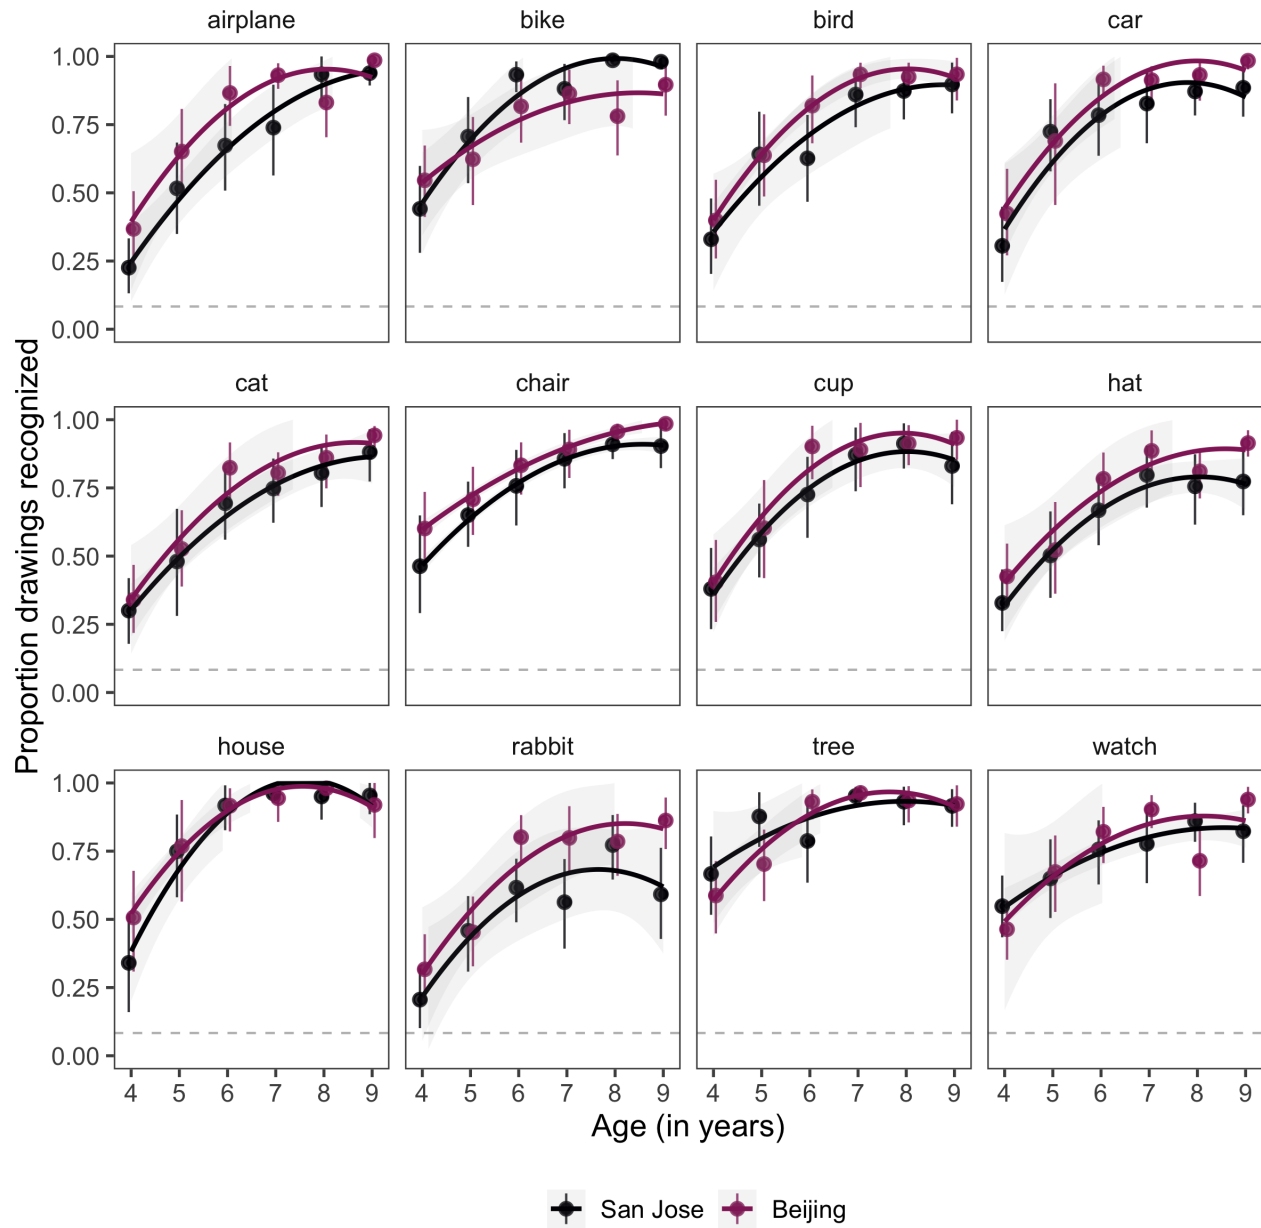 airplane bike bird car
1.00
0.75
0.50
0.25
0.00
cat chair cup hat
1.00
0.75
0.50
0.25
0.00
Proportion drawings recognized
house rabbit tree watch
1.00
0.75
0.50
0.25
0.00
4 5 6 7 8 9 4 5 6 7 8 9 4 5 6 7 8 9 4 5 6 7 8 9
Age (in years)
San Jose Beijing